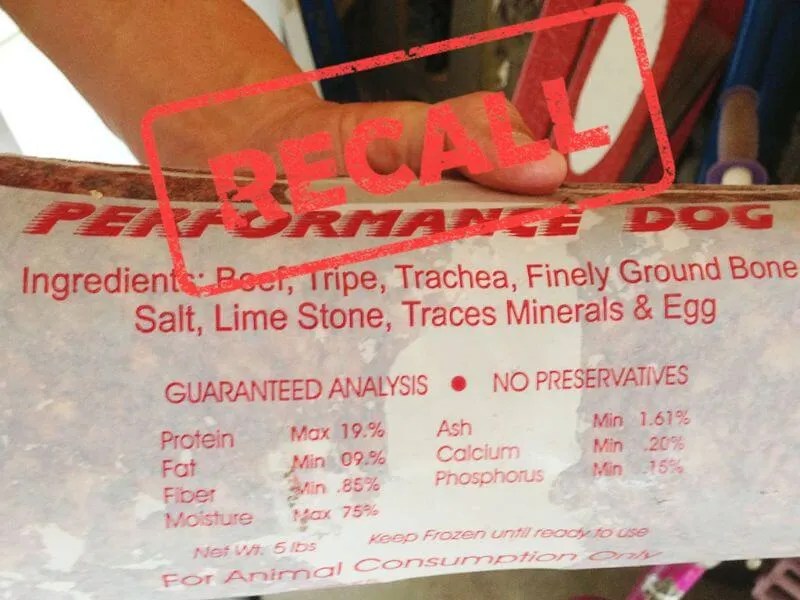 RECALL
PERFORMANCE DOG
Ingredients: Beef, Tripe, Trachea, Finely Ground Bone
Salt, Lime Stone, Traces Minerals & Egg
GUARANTEED ANALYSIS • NO PRESERVATIVES
Protein Max 19.% Ash Min 1.61%
Fat Min 09.% Calcium Min .20%
Fiber Min .85% Phosphorus Min .15%
Moisture Max 75%
Net Wt. 5 lbs Keep Frozen until ready to use
For Animal Consumption Only